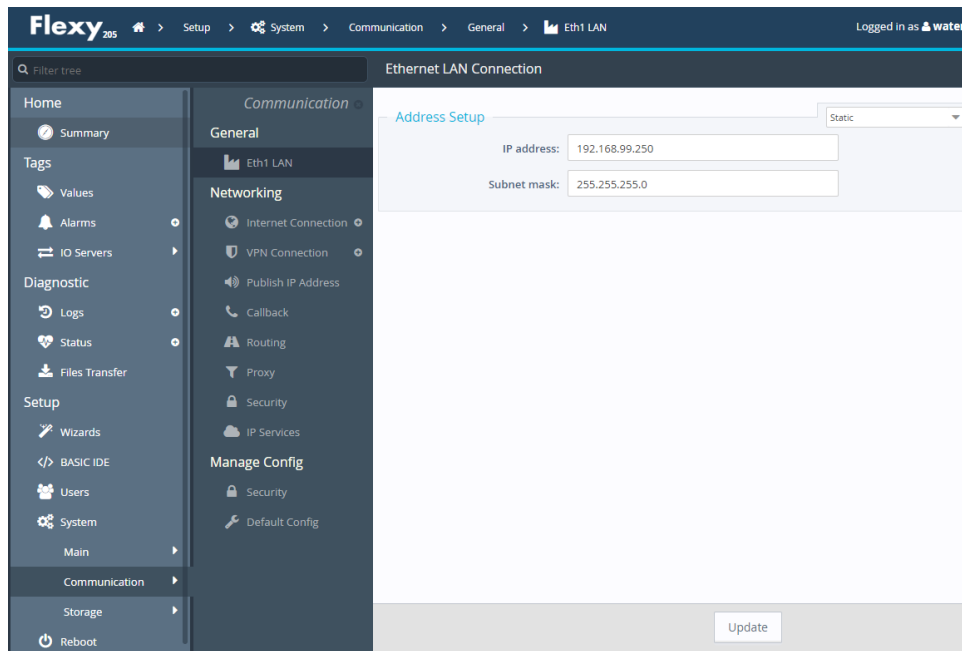 Flexy 205 > Setup > System > Communication > General > Eth1 LAN Logged in as water
Filter tree
Ethernet LAN Connection
Home
Summary
Tags
Values
Alarms
IO Servers
Diagnostic
Logs
Status
Files Transfer
Setup
Wizards
</> BASIC IDE
Users
System
Main
Communication
Storage
Reboot
Communication
General
Eth1 LAN
Networking
Internet Connection
VPN Connection
Publish IP Address
Callback
Routing
Proxy
Security
IP Services
Manage Config
Security
Default Config
Address Setup
Static
IP address: 192.168.99.250
Subnet mask: 255.255.255.0
Update